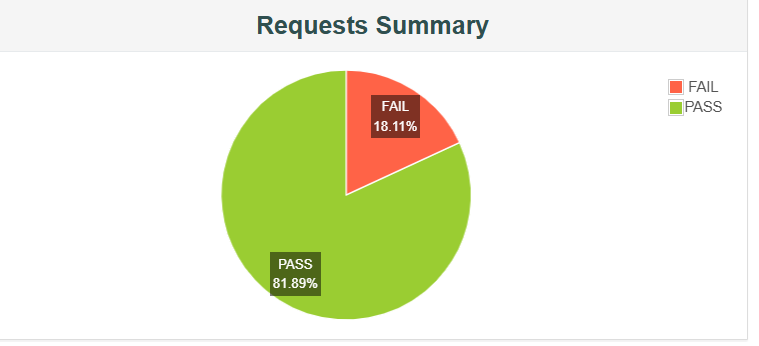 Requests Summary
FAIL
18.11%
PASS
81.89%
FAIL
PASS